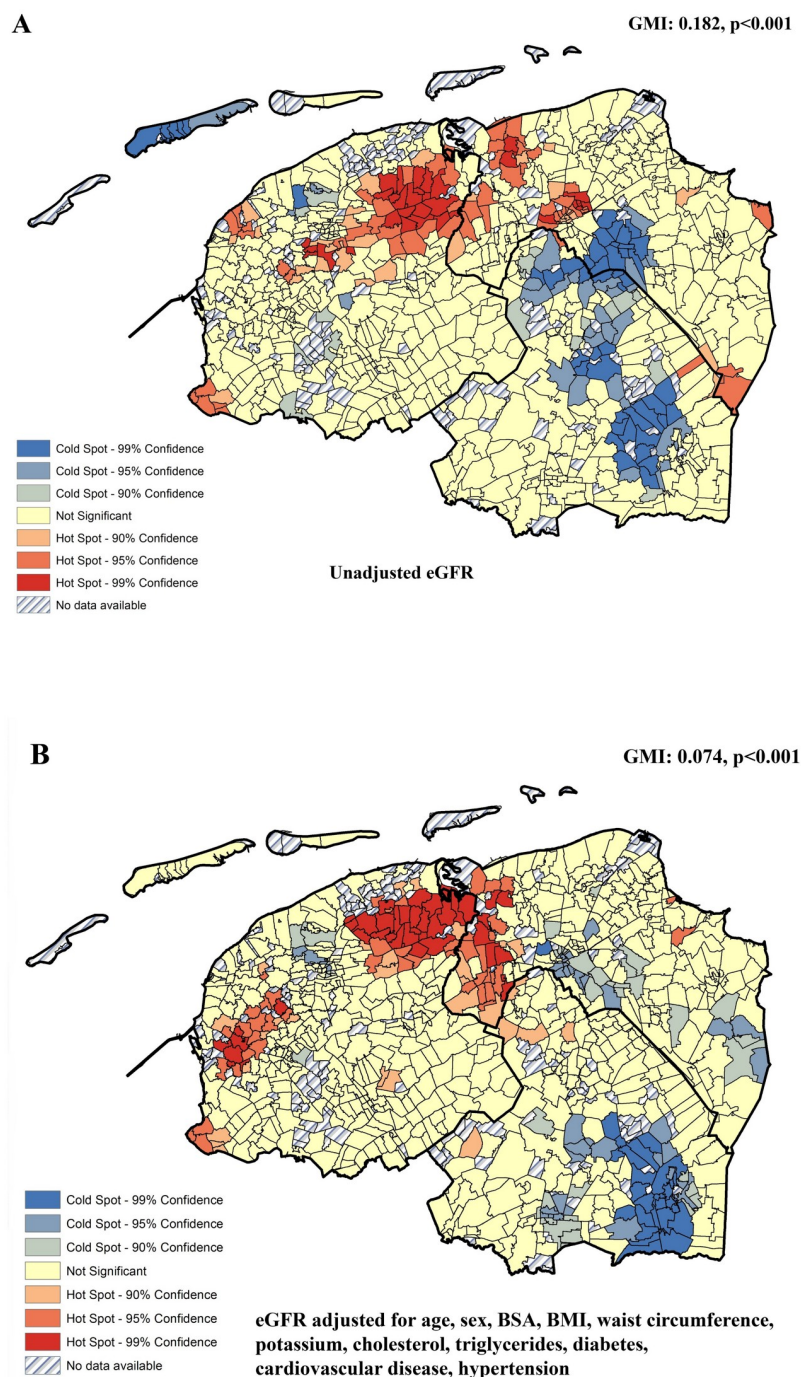 A
GMI: 0.182, p<0.001
Cold Spot - 99% Confidence
Cold Spot - 95% Confidence
Cold Spot - 90% Confidence
Not Significant
Hot Spot - 90% Confidence
Hot Spot - 95% Confidence
Hot Spot - 99% Confidence
No data available
Unadjusted eGFR
B
GMI: 0.074, p<0.001
Cold Spot - 99% Confidence
Cold Spot - 95% Confidence
Cold Spot - 90% Confidence
Not Significant
Hot Spot - 90% Confidence
Hot Spot - 95% Confidence
Hot Spot - 99% Confidence
No data available
eGFR adjusted for age, sex, BSA, BMI, waist circumference,
potassium, cholesterol, triglycerides, diabetes,
cardiovascular disease, hypertension